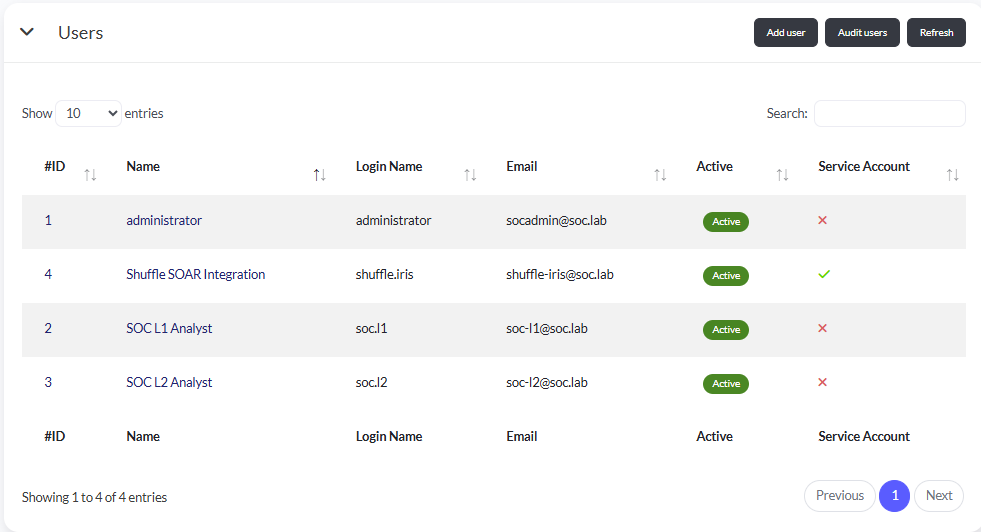 Users Add user Audit users Refresh
Show 10 entries Search:
#ID Name Login Name Email Active Service Account
1 administrator administrator socadmin@soc.lab Active
4 Shuffle SOAR Integration shuffle.iris shuffle-iris@soc.lab Active
2 SOC L1 Analyst soc.l1 soc-l1@soc.lab Active
3 SOC L2 Analyst soc.l2 soc-l2@soc.lab Active
#ID Name Login Name Email Active Service Account
Showing 1 to 4 of 4 entries Previous 1 Next